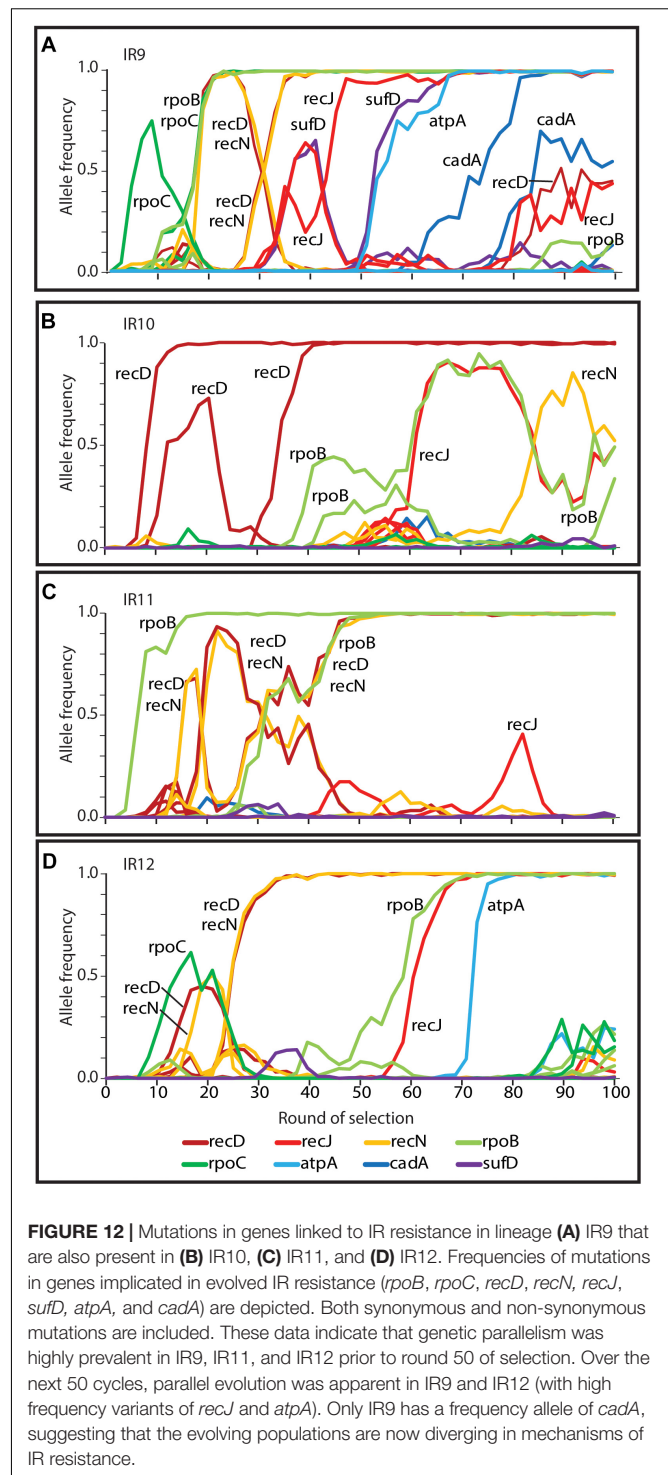 A IR9
1.0
0.5
0.0
Allele frequency
rpoB
rpoC
rpoC
recD
recN
recD
recN
sufD
recJ
recJ
sufD
atpA
cadA
cadA
recD
recJ
rpoB
B IR10
1.0
0.5
0.0
Allele frequency
recD
recD
recD
rpoB
rpoB
recJ
recN
rpoB
C IR11
1.0
0.5
0.0
Allele frequency
rpoB
recD
recN
recD
recN
rpoB
recD
recN
recJ
D IR12
1.0
0.5
0.0
Allele frequency
rpoC
recD
recN
recD
recN
rpoB
recJ
atpA
0 10 20 30 40 50 60 70 80 90 100
Round of selection
recD recJ recN rpoB
rpoC atpA cadA sufD
FIGURE 12 | Mutations in genes linked to IR resistance in lineage (A) IR9 that
are also present in (B) IR10, (C) IR11, and (D) IR12. Frequencies of mutations
in genes implicated in evolved IR resistance (rpoB, rpoC, recD, recN, recJ,
sufD, atpA, and cadA) are depicted. Both synonymous and non-synonymous
mutations are included. These data indicate that genetic parallelism was
highly prevalent in IR9, IR11, and IR12 prior to round 50 of selection. Over the
next 50 cycles, parallel evolution was apparent in IR9 and IR12 (with high
frequency variants of recJ and atpA). Only IR9 has a frequency allele of cadA,
suggesting that the evolving populations are now diverging in mechanisms of
IR resistance.